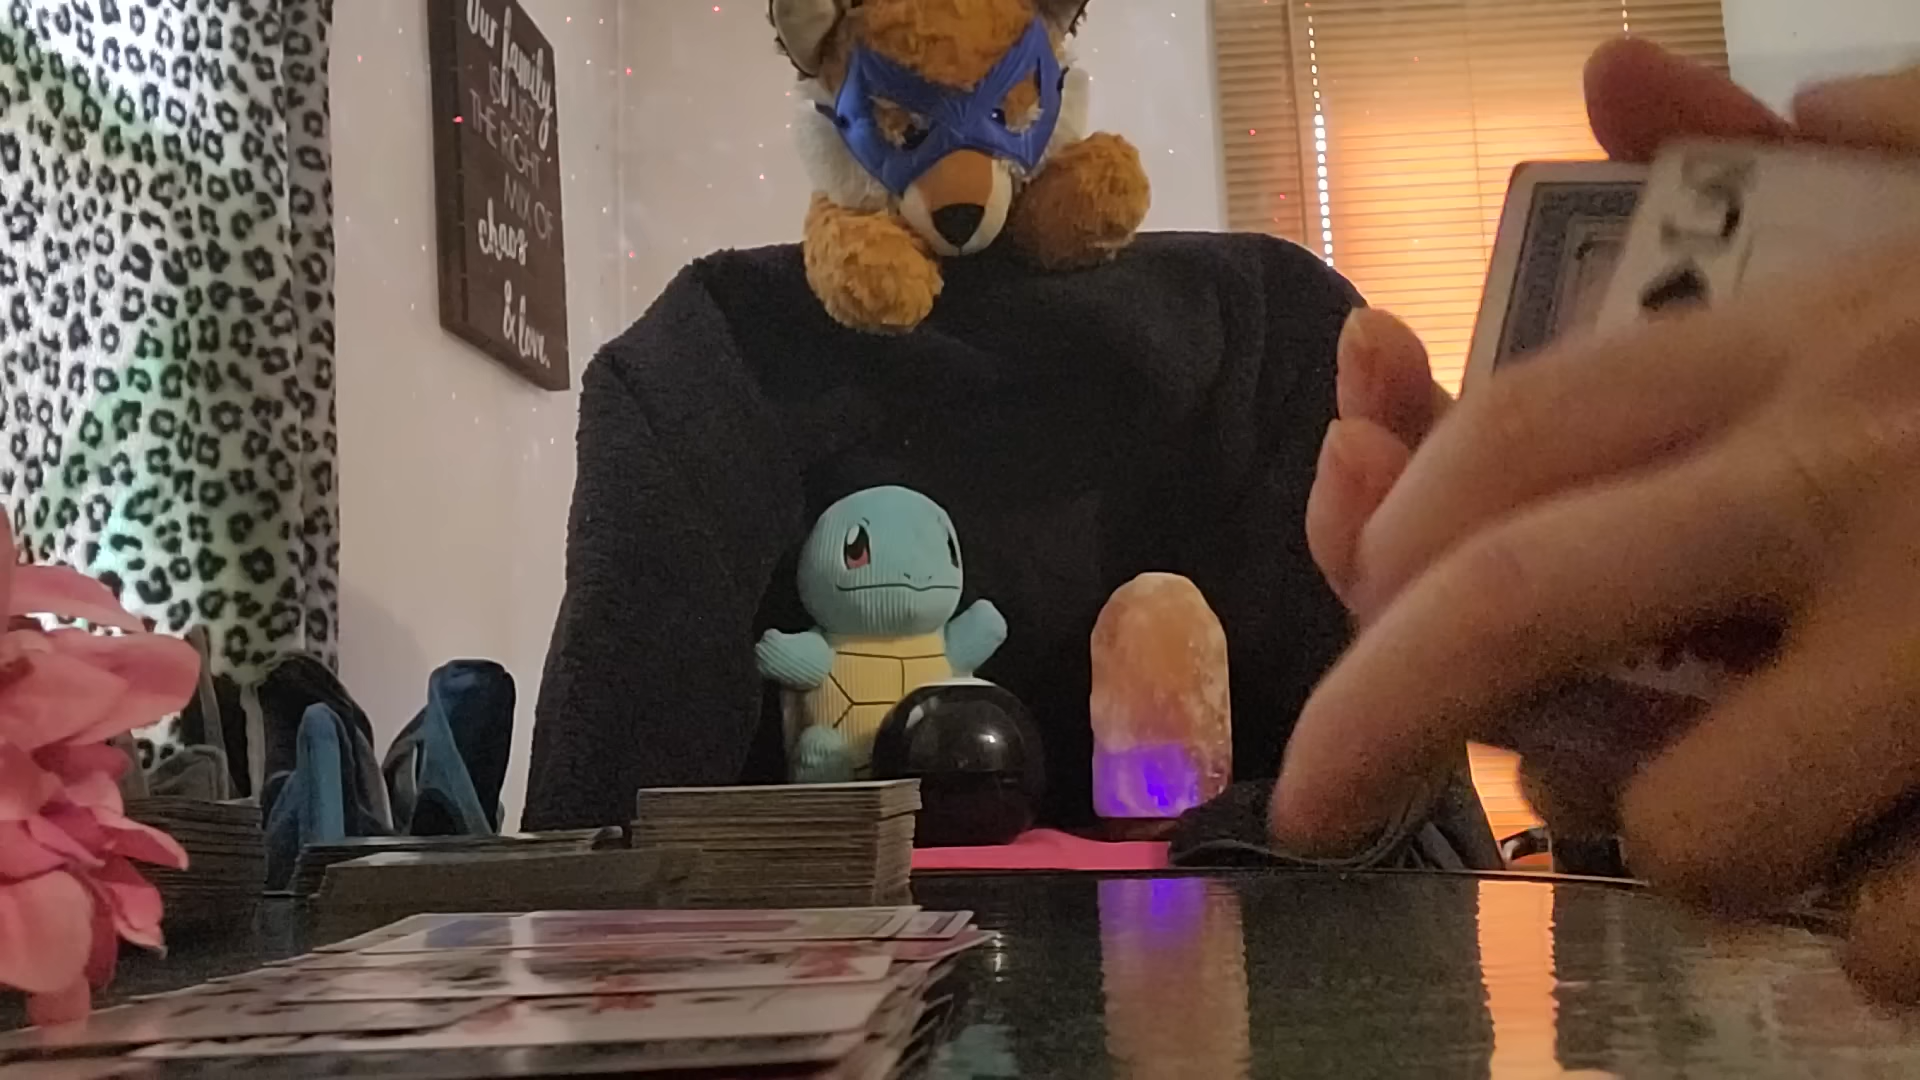 Our family
IS JUST
THE RIGHT
MIX OF
chaos
& love.